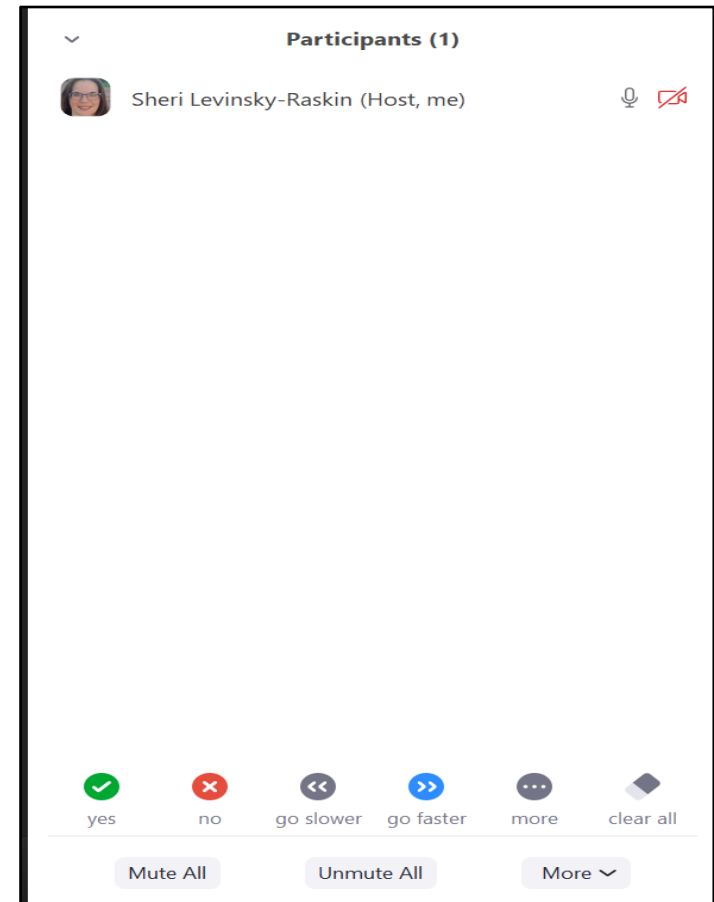 Participants (1)
Sheri Levinsky-Raskin (Host, me)
yes no go slower go faster more clear all
Mute All Unmute All More